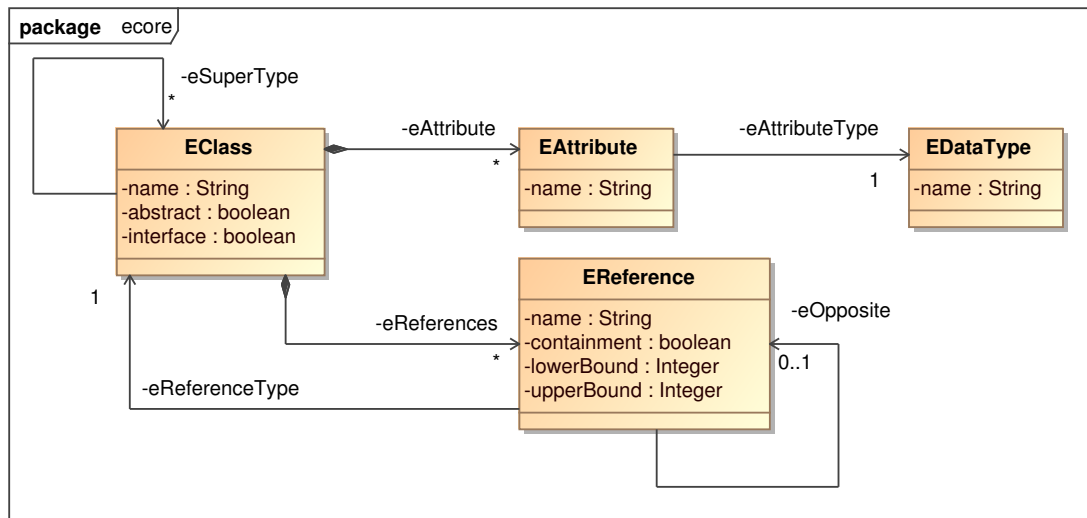 package ecore
-eSuperType
*
EClass
-name : String
-abstract : boolean
-interface : boolean
-eAttribute
*
EAttribute
-name : String
-eAttributeType
1
EDataType
-name : String
1
-eReferences
*
-eReferenceType
EReference
-name : String
-containment : boolean
-lowerBound : Integer
-upperBound : Integer
-eOpposite
0..1